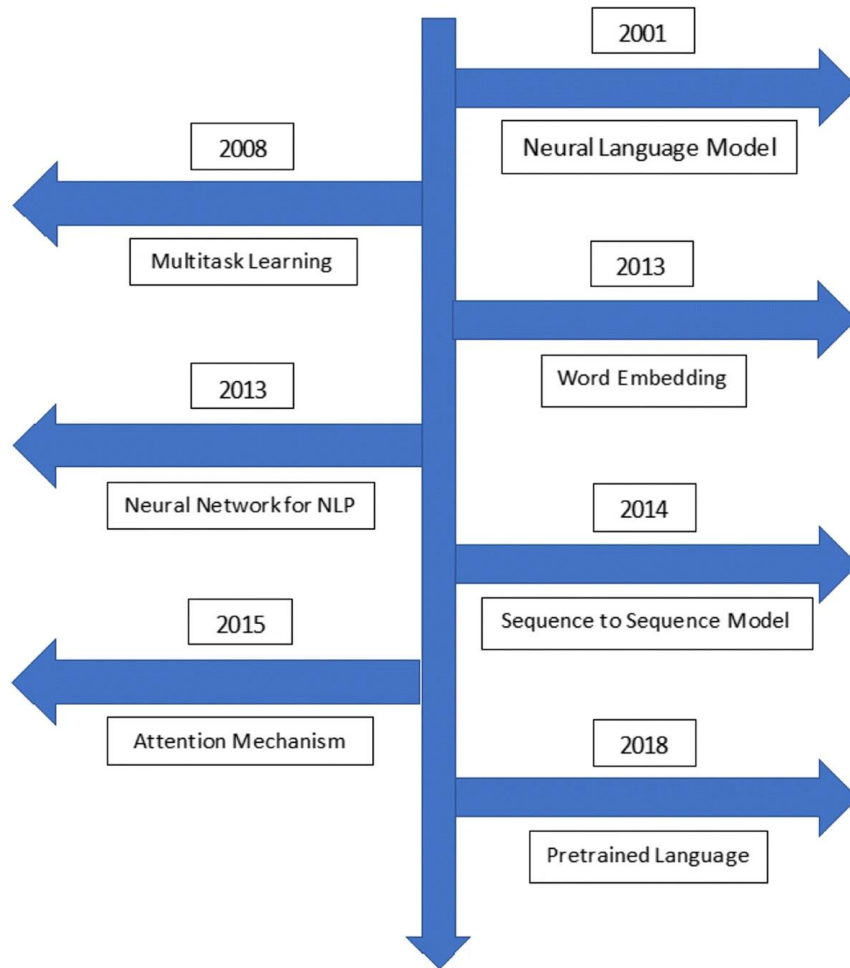 2001
Neural Language Model
2008
Multitask Learning
2013
Word Embedding
2013
Neural Network for NLP
2014
Sequence to Sequence Model
2015
Attention Mechanism
2018
Pretrained Language